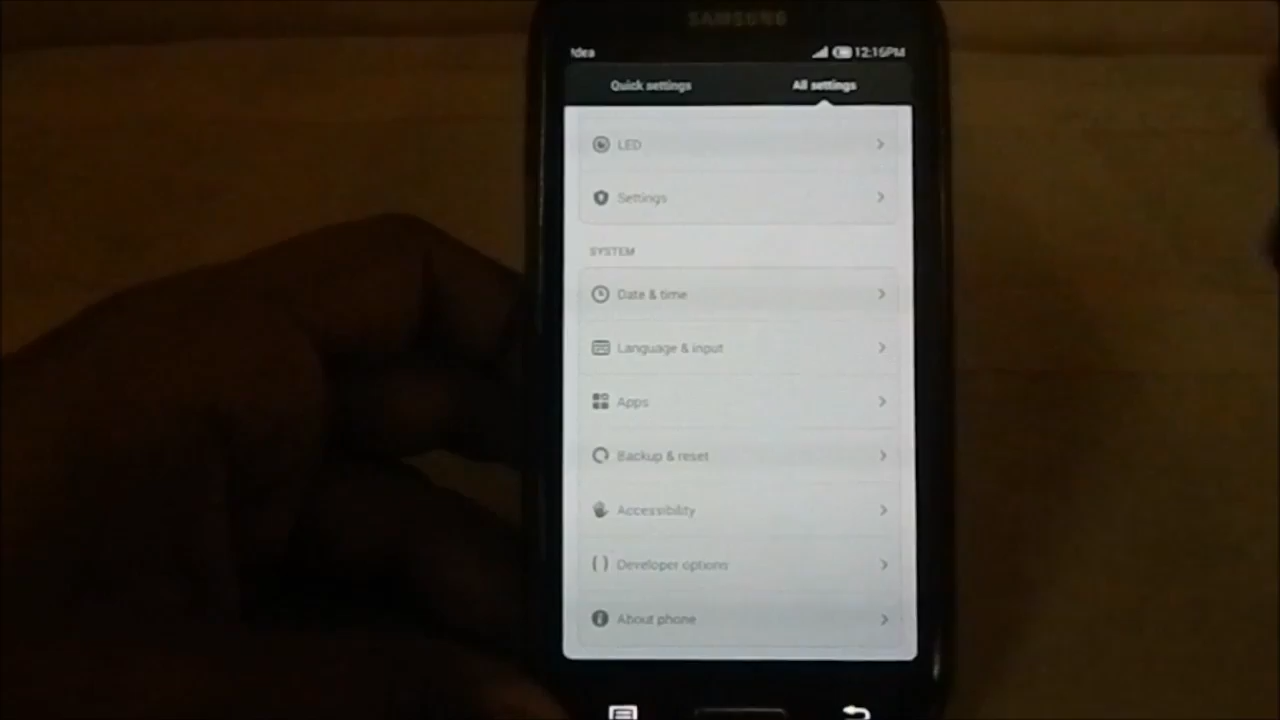 SAMSUNG
Idea 12:16PM
Quick settings All settings
LED
Settings
SYSTEM
Date & time
Language & input
Apps
Backup & reset
Accessibility
Developer options
About phone